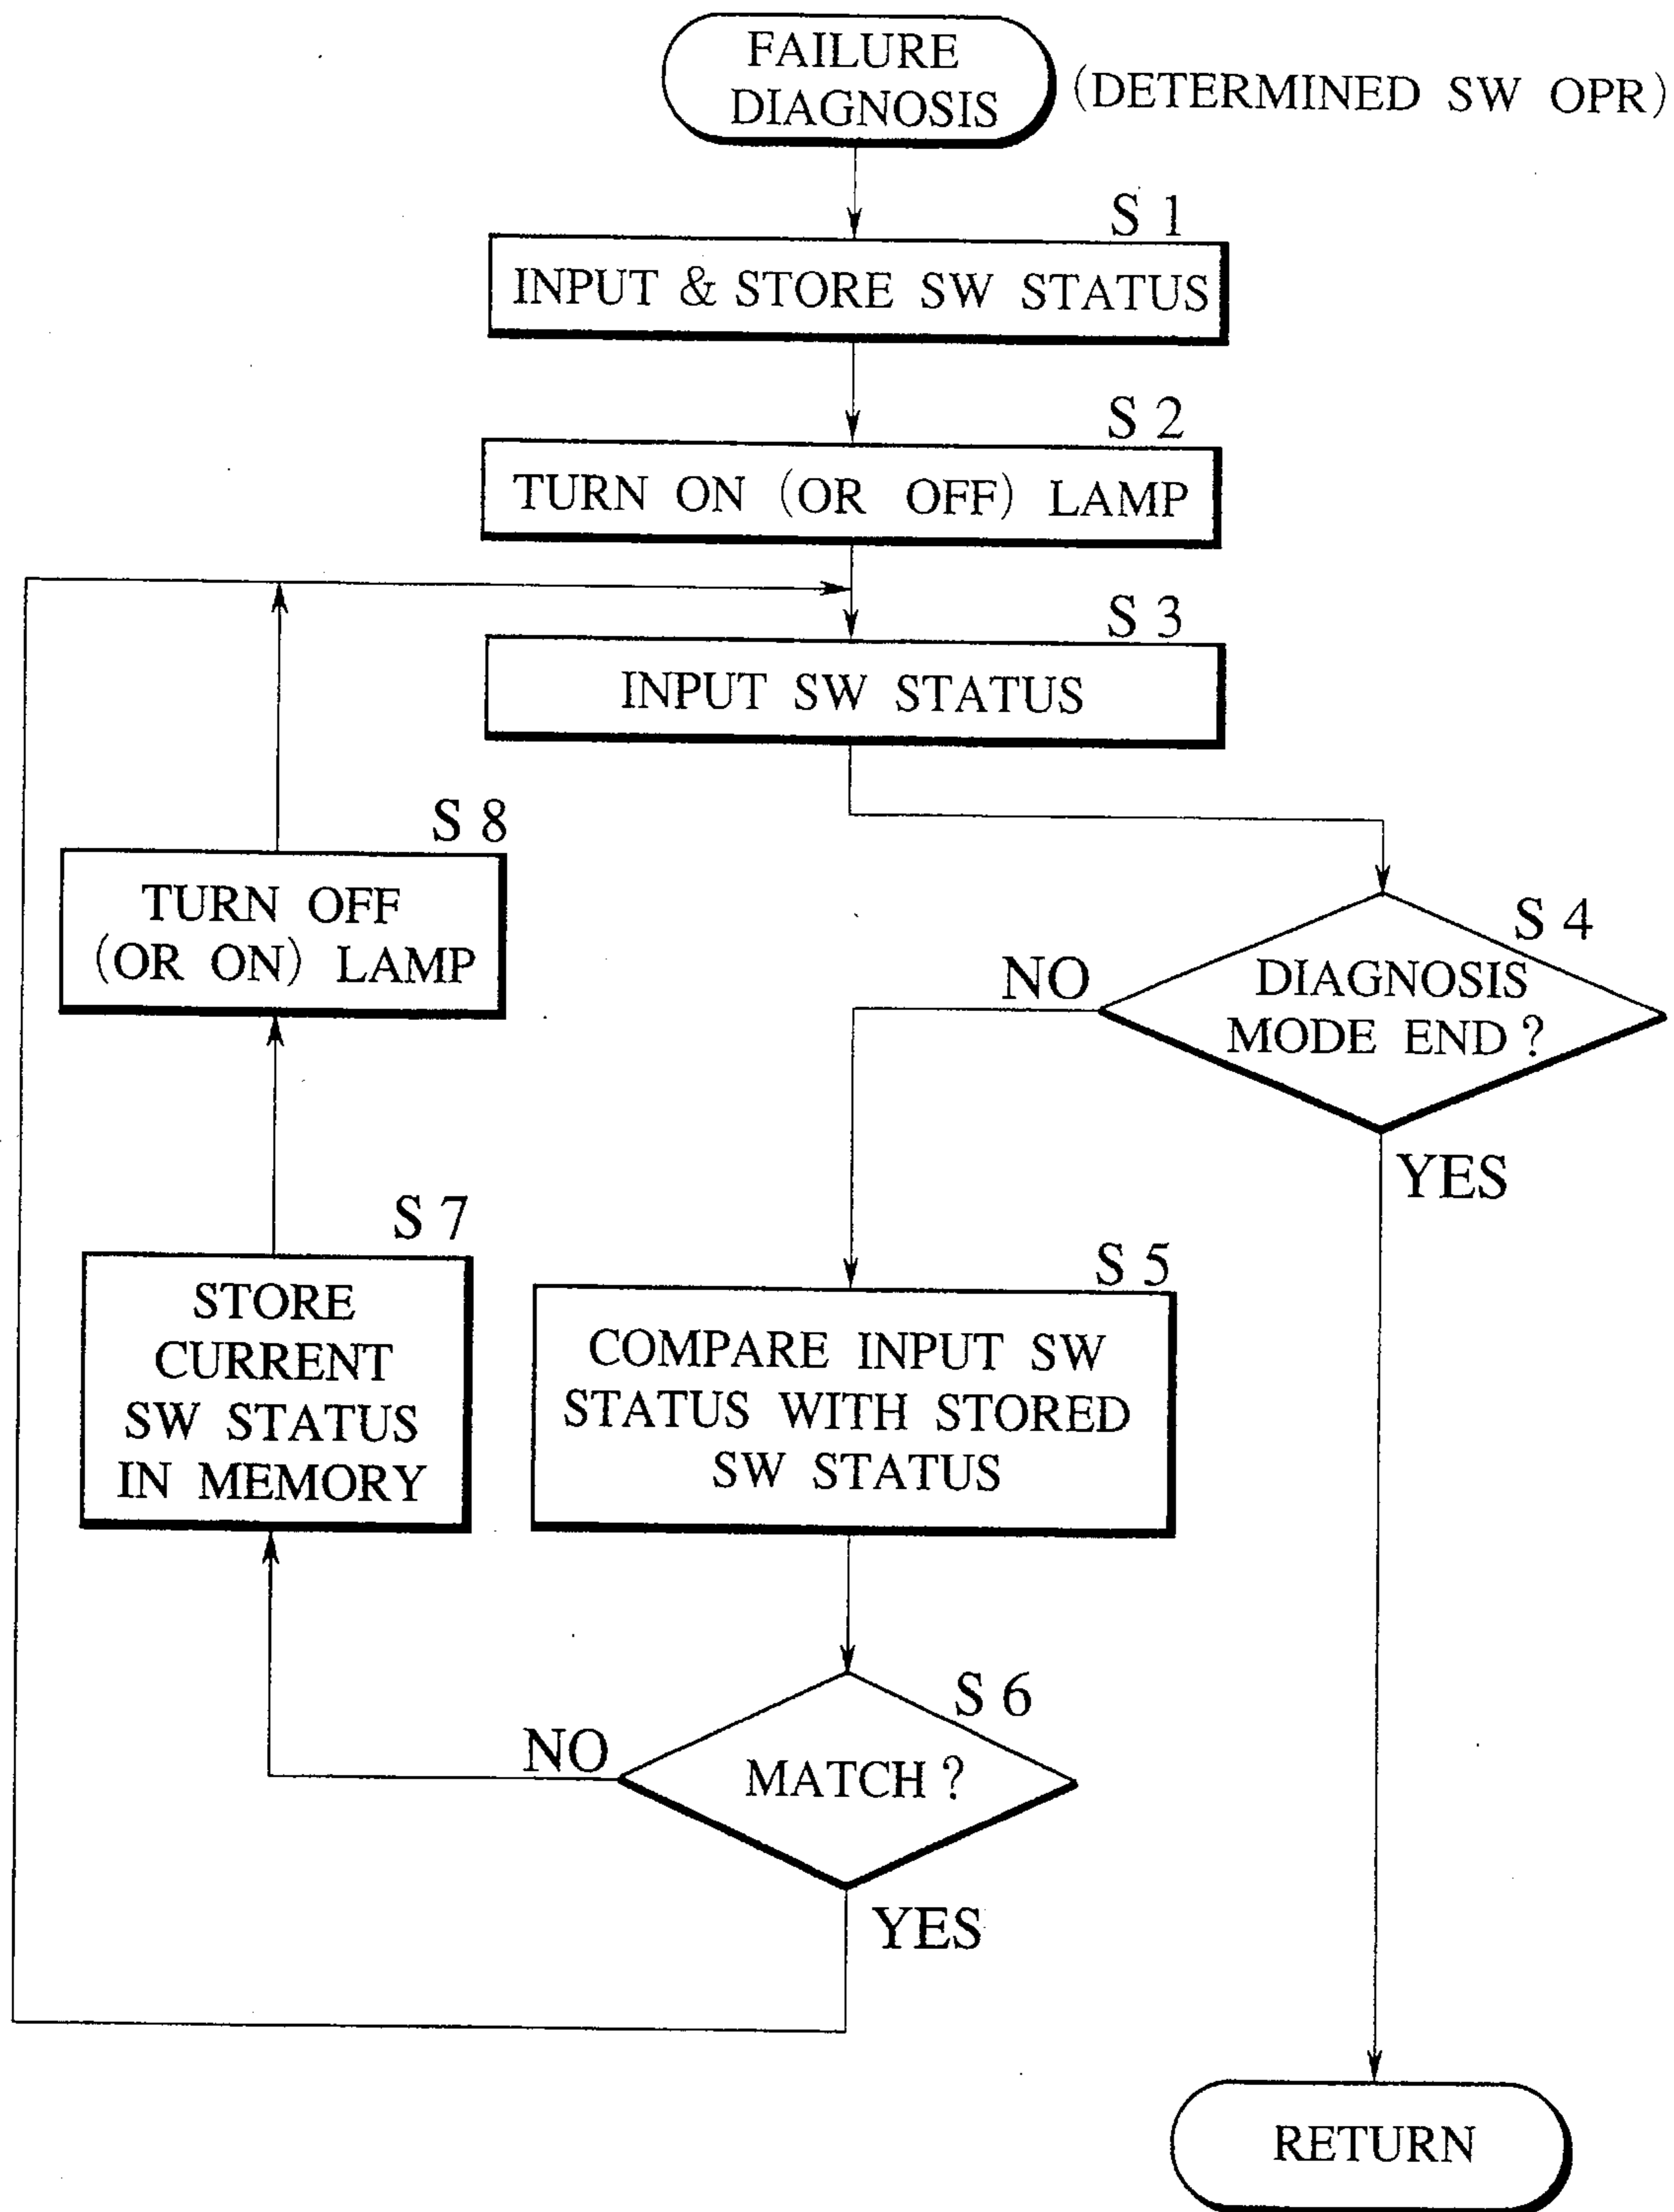 FAILURE
DIAGNOSIS
(DETERMINED SW OPR)
S 1
INPUT & STORE SW STATUS
S 2
TURN ON (OR OFF) LAMP
S 3
INPUT SW STATUS
S 8
TURN OFF
(OR ON) LAMP
S 4
DIAGNOSIS
MODE END ?
NO
YES
S 7
STORE
CURRENT
SW STATUS
IN MEMORY
S 5
COMPARE INPUT SW
STATUS WITH STORED
SW STATUS
S 6
MATCH ?
NO
YES
RETURN